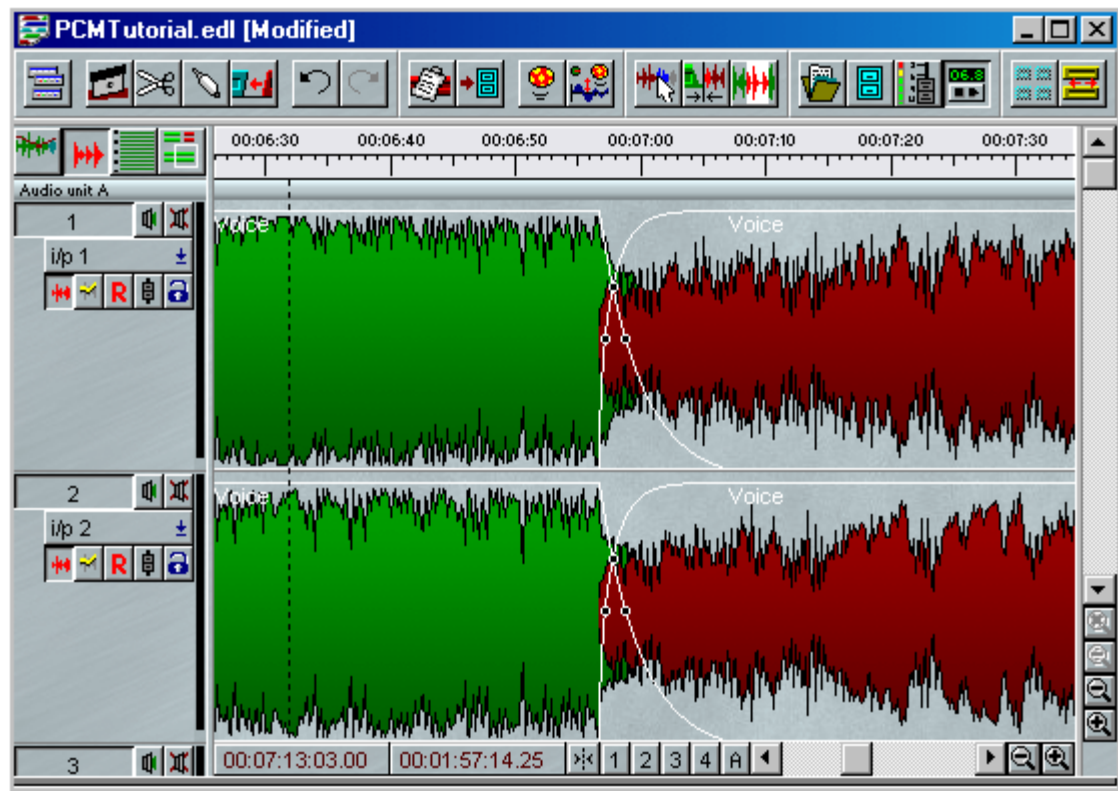 PCMTutorial.edl [Modified]
06.8
00:06:30 00:06:40 00:06:50 00:07:00 00:07:10 00:07:20 00:07:30
Audio unit A
1
i/p 1
R
Voice Voice
2
i/p 2
R
Voice Voice
3
00:07:13:03.00 00:01:57:14.25 1 2 3 4 A